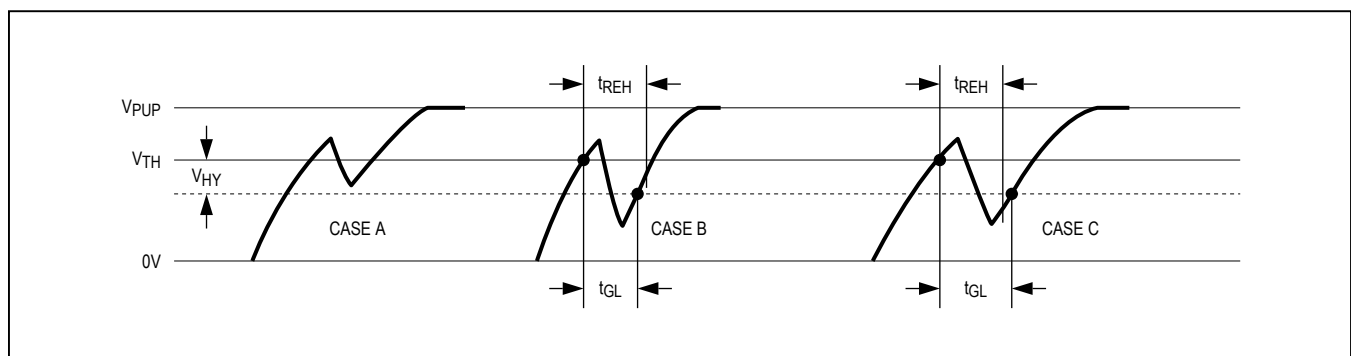 tREH
tREH
VPUP
VTH
VHY
CASE A
CASE B
CASE C
0V
tGL
tGL